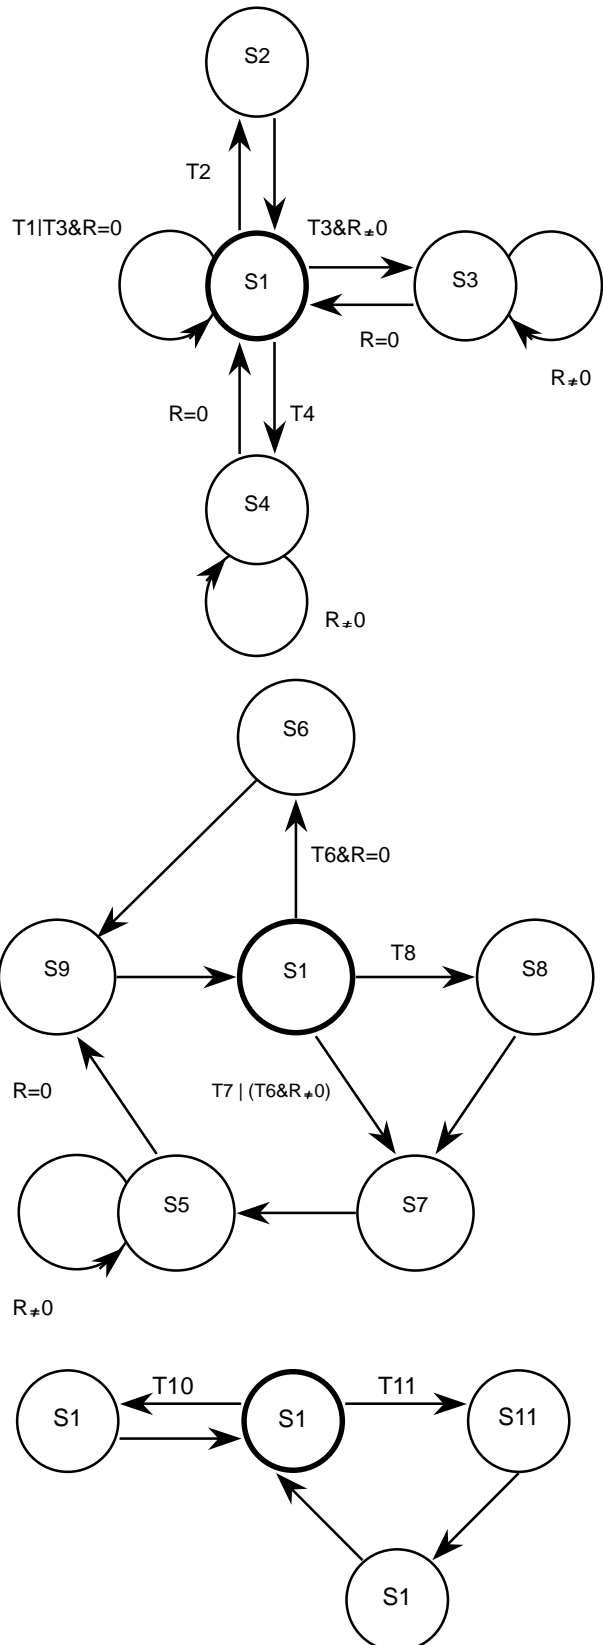 S2
T2
T1|T3&R=0
T3&R≠0
S1
S3
R=0
R≠0
R=0
T4
S4
R≠0
S6
T6&R=0
S9
S1
T8
S8
R=0
T7 | (T6&R≠0)
S5
S7
R≠0
T10
T11
S1
S1
S11
S1